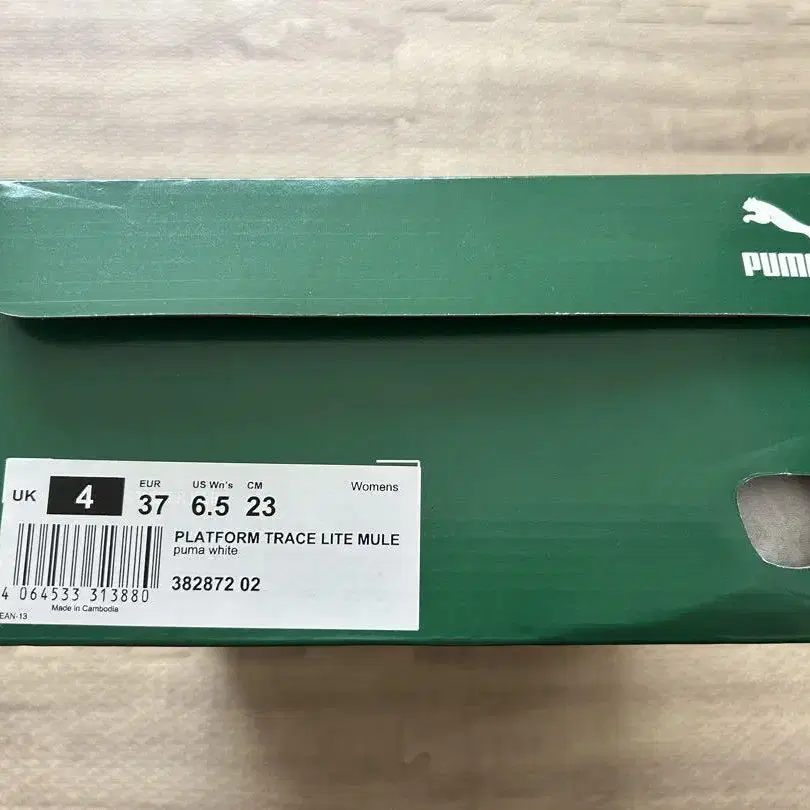 PUMA
UK 4 EUR 37 US Wn's 6.5 CM 23 Womens
PLATFORM TRACE LITE MULE
puma white
382872 02
4 064533 313880
Made in Cambodia
EAN-13